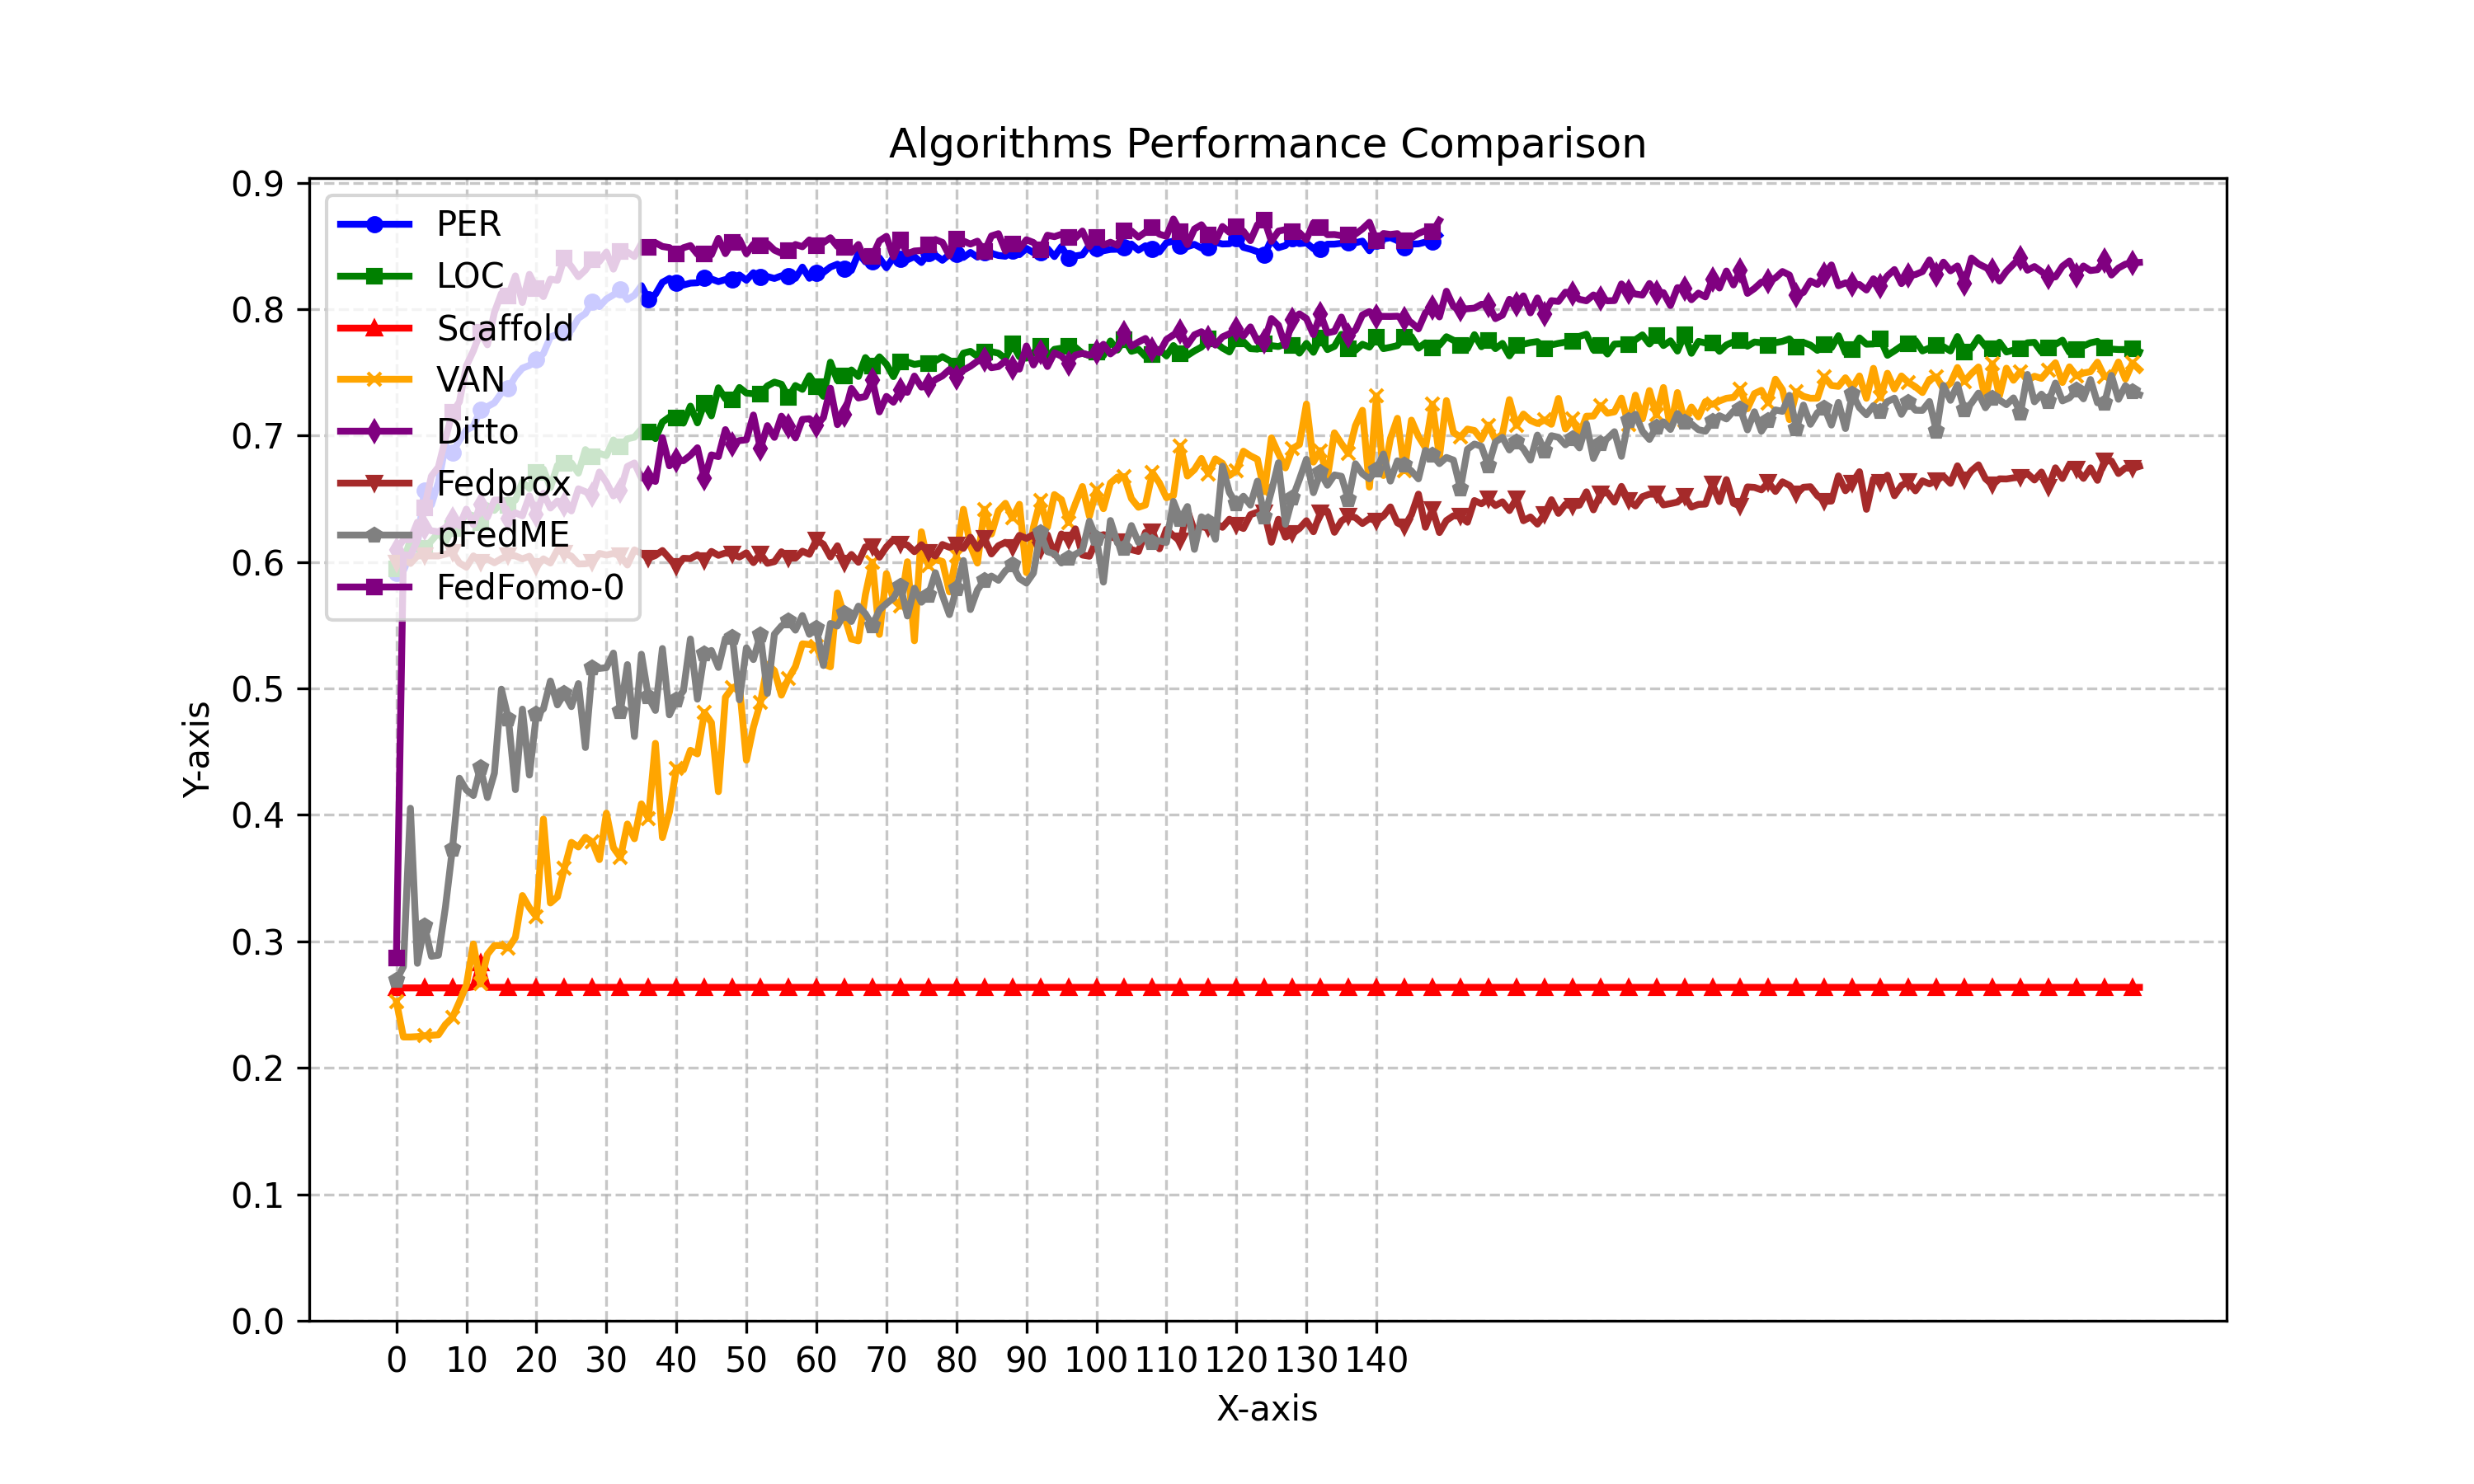 Algorithms Performance Comparison
0.9
0.8
0.7
0.6
0.5
0.4
0.3
0.2
0.1
0.0
Y-axis
PER
LOC
Scaffold
VAN
Ditto
Fedprox
pFedME
FedFomo-0
0 10 20 30 40 50 60 70 80 90 100 110 120 130 140
X-axis